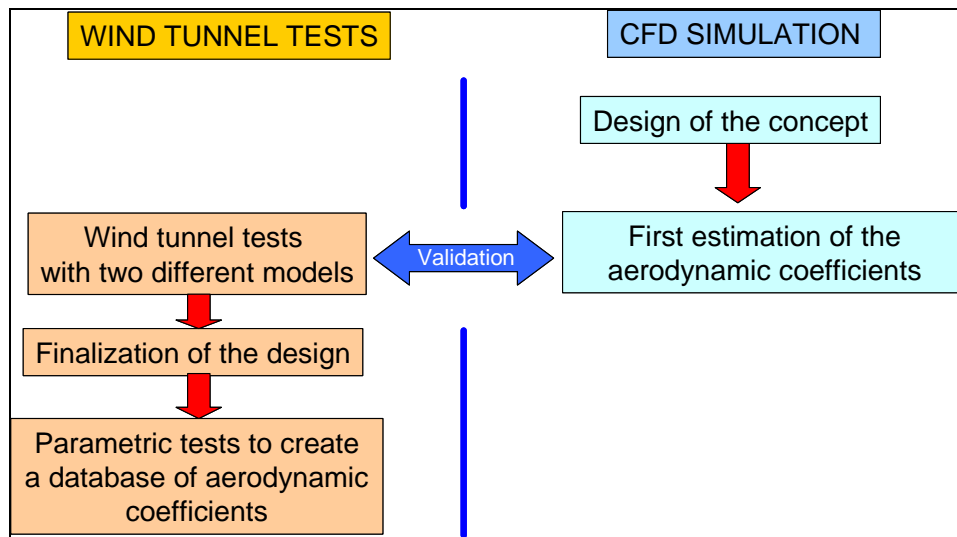 WIND TUNNEL TESTS
CFD SIMULATION
Design of the concept
Wind tunnel tests
with two different models
Validation
First estimation of the
aerodynamic coefficients
Finalization of the design
Parametric tests to create
a database of aerodynamic
coefficients